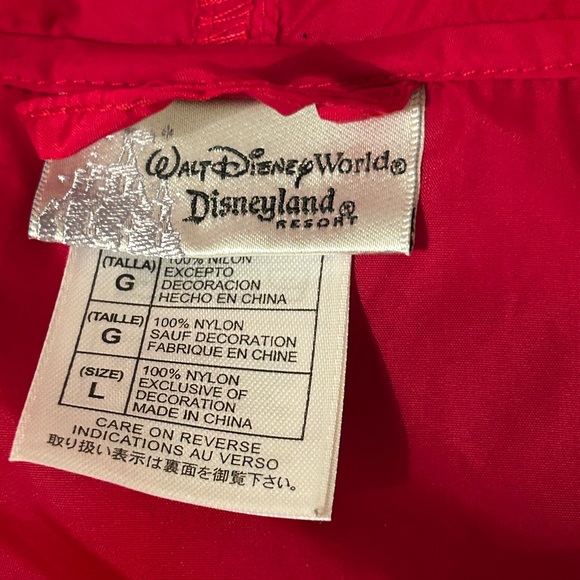 Walt Disney World®
Disneyland®
RESORT
(TALLA) 100% NILON
G EXCEPTO
DECORACION
HECHO EN CHINA
(TAILLE) 100% NYLON
G SAUF DECORATION
FABRIQUE EN CHINE
(SIZE) 100% NYLON
L EXCLUSIVE OF
DECORATION
MADE IN CHINA
CARE ON REVERSE
INDICATIONS AU VERSO
取り扱い表示は裏面を御覧下さい。